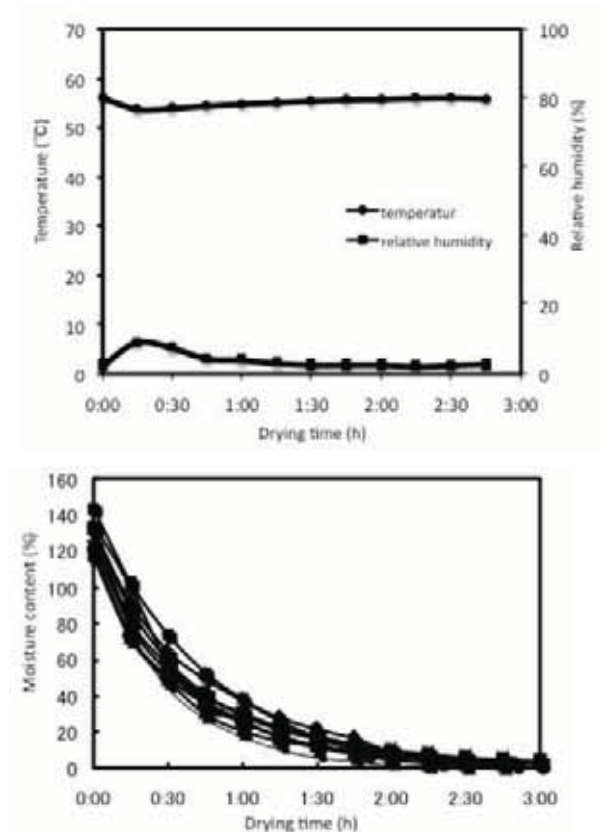 70
60
50
40
30
20
10
0
Temperature (℃)
100
80
60
40
20
0
Relative humidity (%)
temperatur
relative humidity
0:00 0:30 1:00 1:30 2:00 2:30 3:00
Drying time (h)
160
140
120
100
80
60
40
20
0
Moisture content (%)
0:00 0:30 1:00 1:30 2:00 2:30 3:00
Drying time (h)